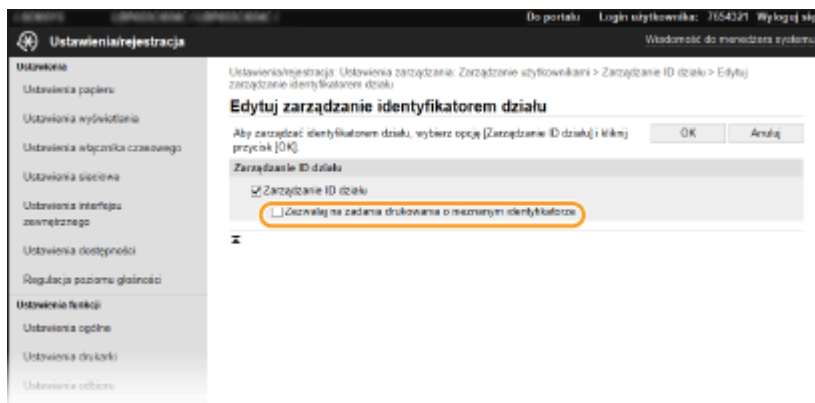 Do portalu Login użytkownika: 7654321 Wyloguj się
Ustawienia/rejestracja
Wiadomość do menedżera systemu
Ustawienia
Ustawienia/rejestracja: Ustawienia zarządzania: Zarządzanie użytkownikami > Zarządzanie ID działu > Edytuj
zarządzanie identyfikatorem działu
Ustawienia papieru
Edytuj zarządzanie identyfikatorem działu
Ustawienia wyświetlania
Aby zarządzać identyfikatorem działu, wybierz opcję [Zarządzanie ID działu] i kliknij
przycisk [OK].
OK Anuluj
Ustawienia włącznika czasowego
Zarządzanie ID działu
Ustawienia sieciowe
Zarządzanie ID działu
Ustawienia interfejsu
zewnętrznego
Zezwalaj na zadania drukowania o nieznanym identyfikatorze
Ustawienia dostępności
Regulacja poziomu głośności
Ustawienia funkcji
Ustawienia ogólne
Ustawienia drukarki
Ustawienia odbioru